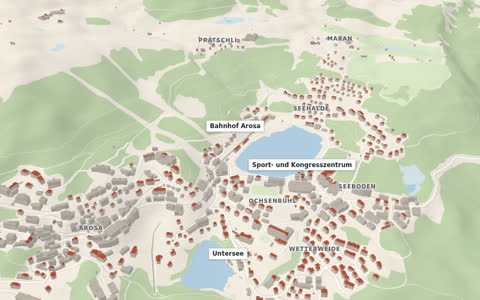 PRÄTSCHLI
MARAN
SEEHALDE
Bahnhof Arosa
Sport- und Kongresszentrum
SEEBODEN
OCHSENBÜHL
AROSA
WETTERWEIDE
Untersee